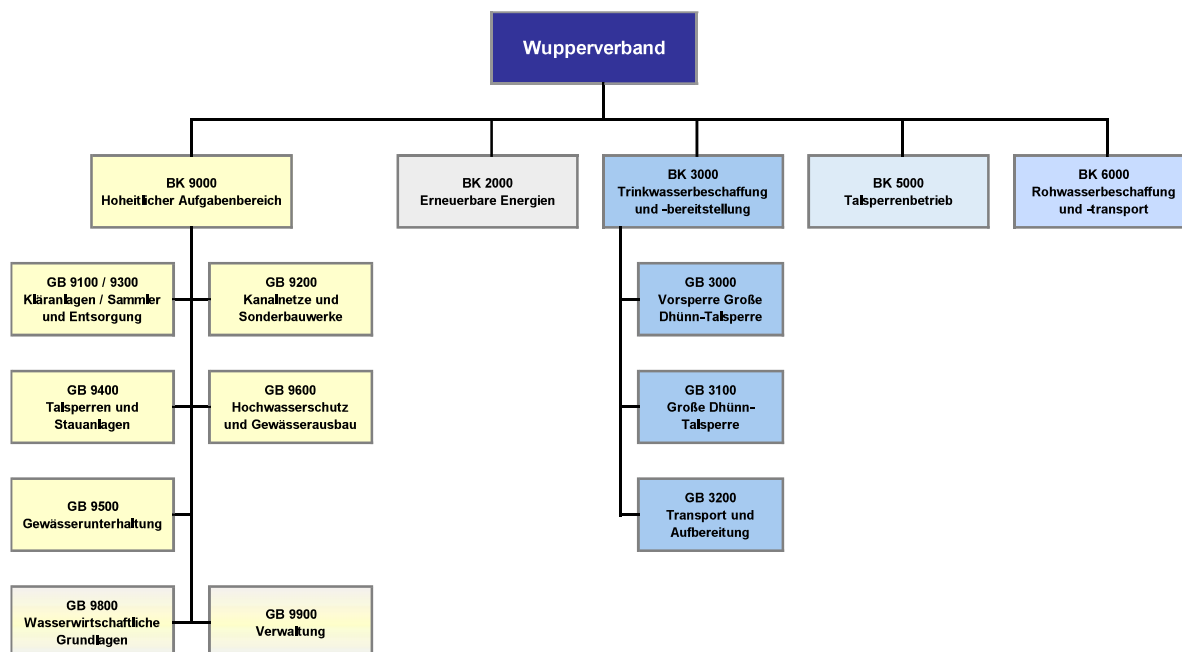 Wupperverband
BK 9000
Hoheitlicher Aufgabenbereich
BK 2000
Erneuerbare Energien
BK 3000
Trinkwasserbeschaffung
und -bereitstellung
BK 5000
Talsperrenbetrieb
BK 6000
Rohwasserbeschaffung
und -transport
GB 9100 / 9300
Kläranlagen / Sammler
und Entsorgung
GB 9200
Kanalnetze und
Sonderbauwerke
GB 3000
Vorsperre Große
Dhünn-Talsperre
GB 9400
Talsperren und
Stauanlagen
GB 9600
Hochwasserschutz
und Gewässerausbau
GB 3100
Große Dhünn-
Talsperre
GB 9500
Gewässerunterhaltung
GB 3200
Transport und
Aufbereitung
GB 9800
Wasserwirtschaftliche
Grundlagen
GB 9900
Verwaltung